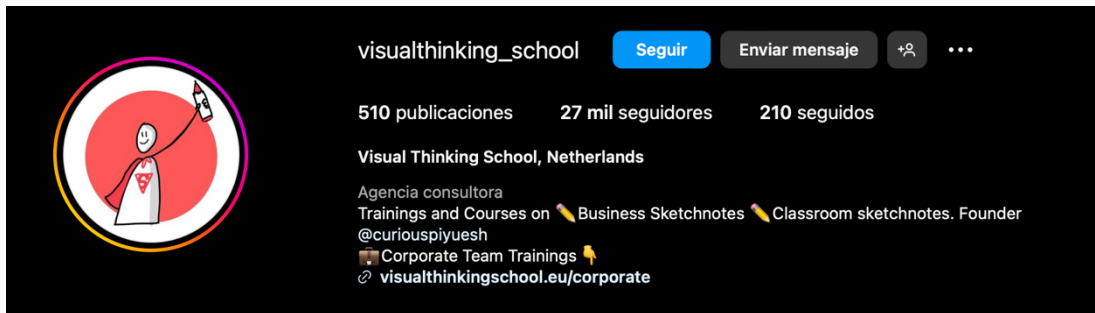 visualthinking_school Seguir Enviar mensaje
510 publicaciones 27 mil seguidores 210 seguidos
Visual Thinking School, Netherlands
Agencia consultora
Trainings and Courses on ✏️Business Sketchnotes ✏️Classroom sketchnotes. Founder
@curiouspiyuesh
💼Corporate Team Trainings 👇
visualthinkingschool.eu/corporate
S